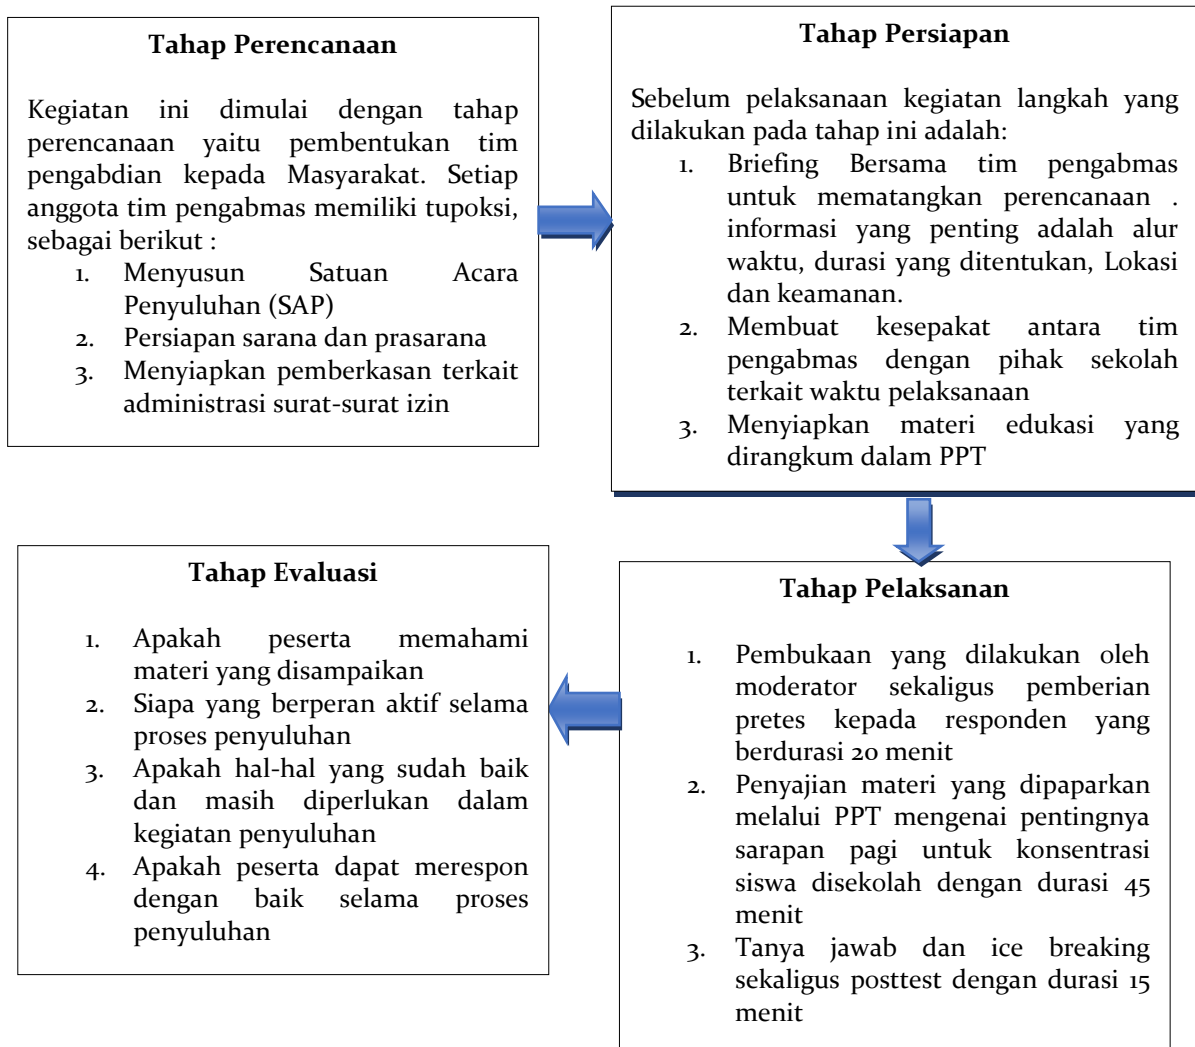 Tahap Perencanaan
Kegiatan ini dimulai dengan tahap
perencanaan yaitu pembentukan tim
pengabdian kepada Masyarakat. Setiap
anggota tim pengabmas memiliki tupoksi,
sebagai berikut :
1. Menyusun Satuan Acara
Penyuluhan (SAP)
2. Persiapan sarana dan prasarana
3. Menyiapkan pemberkasan terkait
administrasi surat-surat izin
Tahap Persiapan
Sebelum pelaksanaan kegiatan langkah yang
dilakukan pada tahap ini adalah:
1. Briefing Bersama tim pengabmas
untuk mematangkan perencanaan .
informasi yang penting adalah alur
waktu, durasi yang ditentukan, Lokasi
dan keamanan.
2. Membuat kesepakat antara tim
pengabmas dengan pihak sekolah
terkait waktu pelaksanaan
3. Menyiapkan materi edukasi yang
dirangkum dalam PPT
Tahap Pelaksanan
1. Pembukaan yang dilakukan oleh
moderator sekaligus pemberian
pretes kepada responden yang
berdurasi 20 menit
2. Penyajian materi yang dipaparkan
melalui PPT mengenai pentingnya
sarapan pagi untuk konsentrasi
siswa disekolah dengan durasi 45
menit
3. Tanya jawab dan ice breaking
sekaligus posttest dengan durasi 15
menit
Tahap Evaluasi
1. Apakah peserta memahami
materi yang disampaikan
2. Siapa yang berperan aktif selama
proses penyuluhan
3. Apakah hal-hal yang sudah baik
dan masih diperlukan dalam
kegiatan penyuluhan
4. Apakah peserta dapat merespon
dengan baik selama proses
penyuluhan